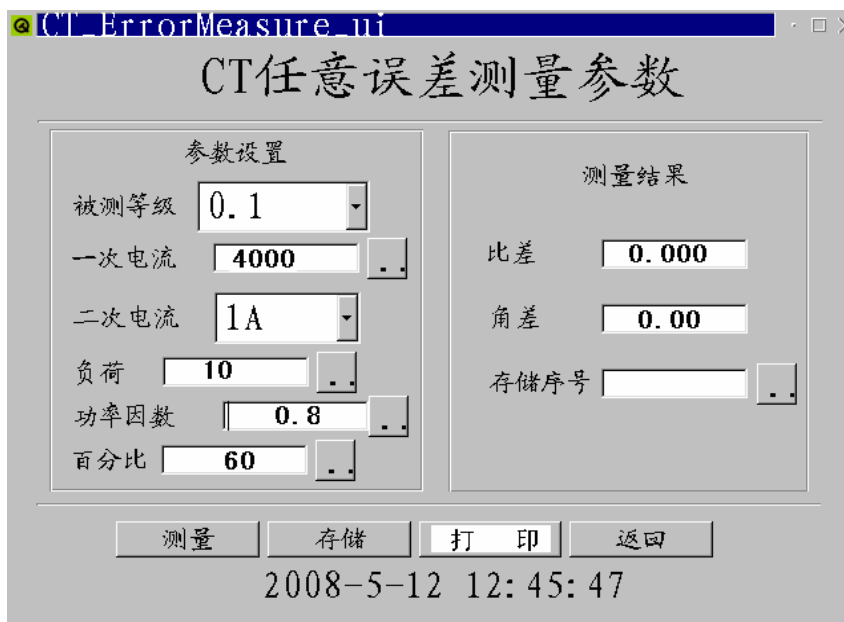 CT_ErrorMeasure_ui
CT任意误差测量参数
参数设置
被测等级 0.1
一次电流 4000 ..
二次电流 1A
负荷 10 ..
功率因数 0.8 ..
百分比 60 ..
测量结果
比差 0.000
角差 0.00
存储序号 ..
测量 存储 打 印 返回
2008-5-12 12:45:47